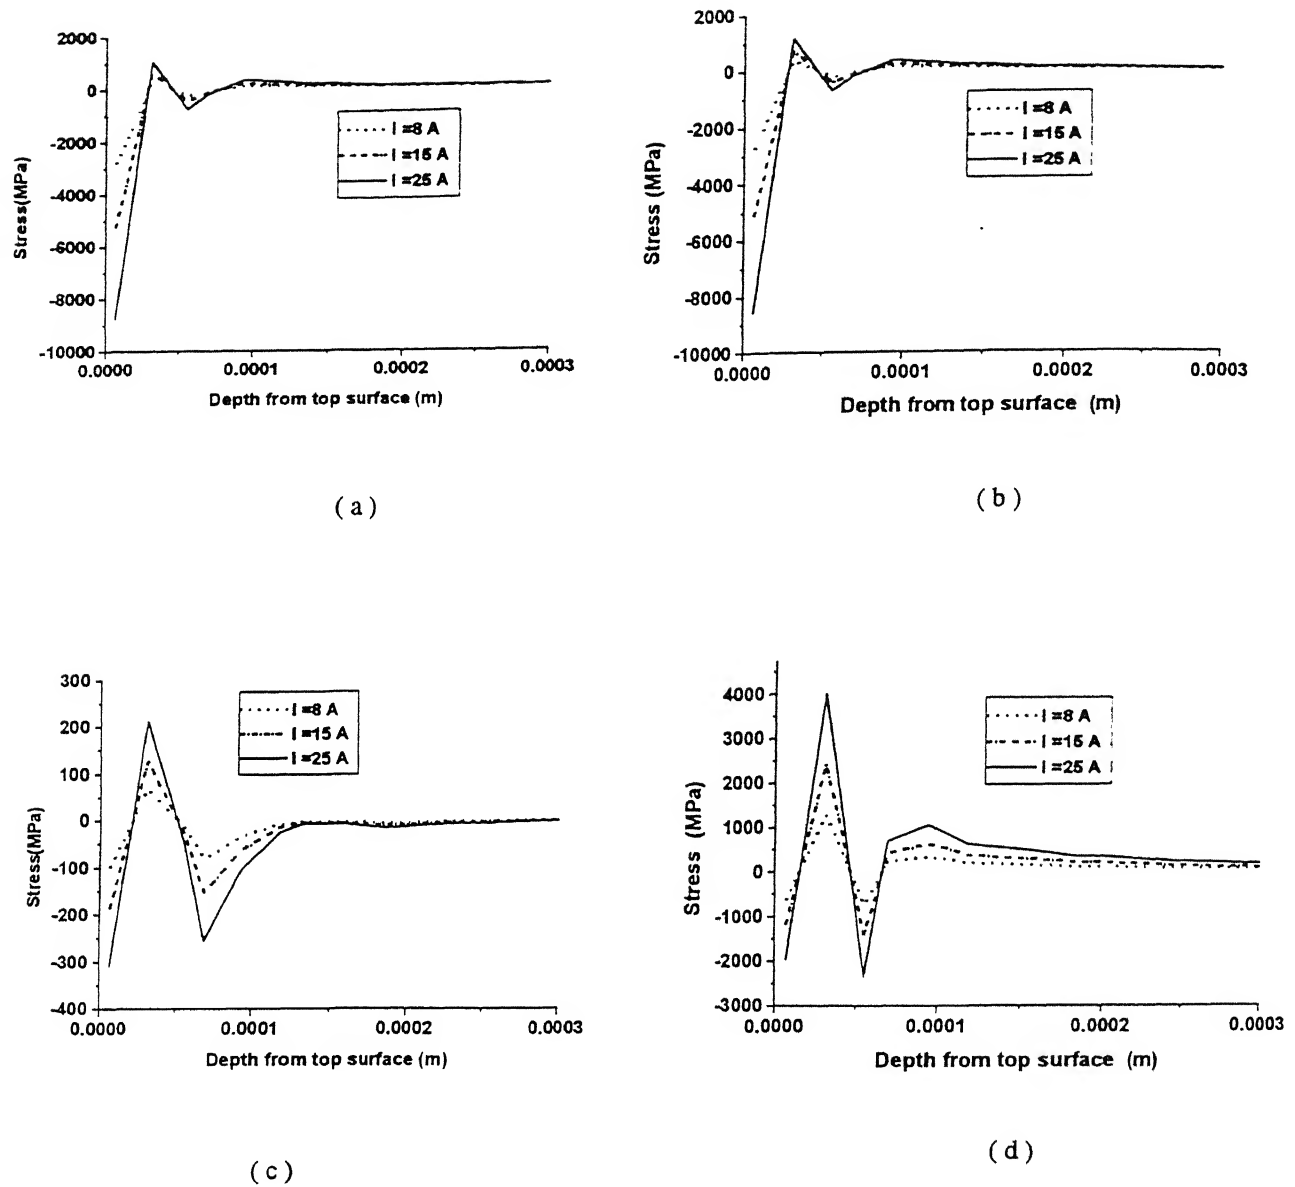 2000
0
-2000
-4000
-6000
-8000
-10000
Stress(MPa)
I =8 A
I =15 A
I =25 A
0.0000 0.0001 0.0002 0.0003
Depth from top surface (m)
( a )
2000
0
-2000
-4000
-6000
-8000
-10000
Stress (MPa)
I =8 A
I =15 A
I =25 A
0.0000 0.0001 0.0002 0.0003
Depth from top surface (m)
( b )
300
200
100
0
-100
-200
-300
-400
Stress(MPa)
I =8 A
I =15 A
I =25 A
0.0000 0.0001 0.0002 0.0003
Depth from top surface (m)
( c )
4000
3000
2000
1000
0
-1000
-2000
-3000
Stress (MPa)
I =8 A
I =15 A
I =25 A
0.0000 0.0001 0.0002 0.0003
Depth from top surface (m)
( d )